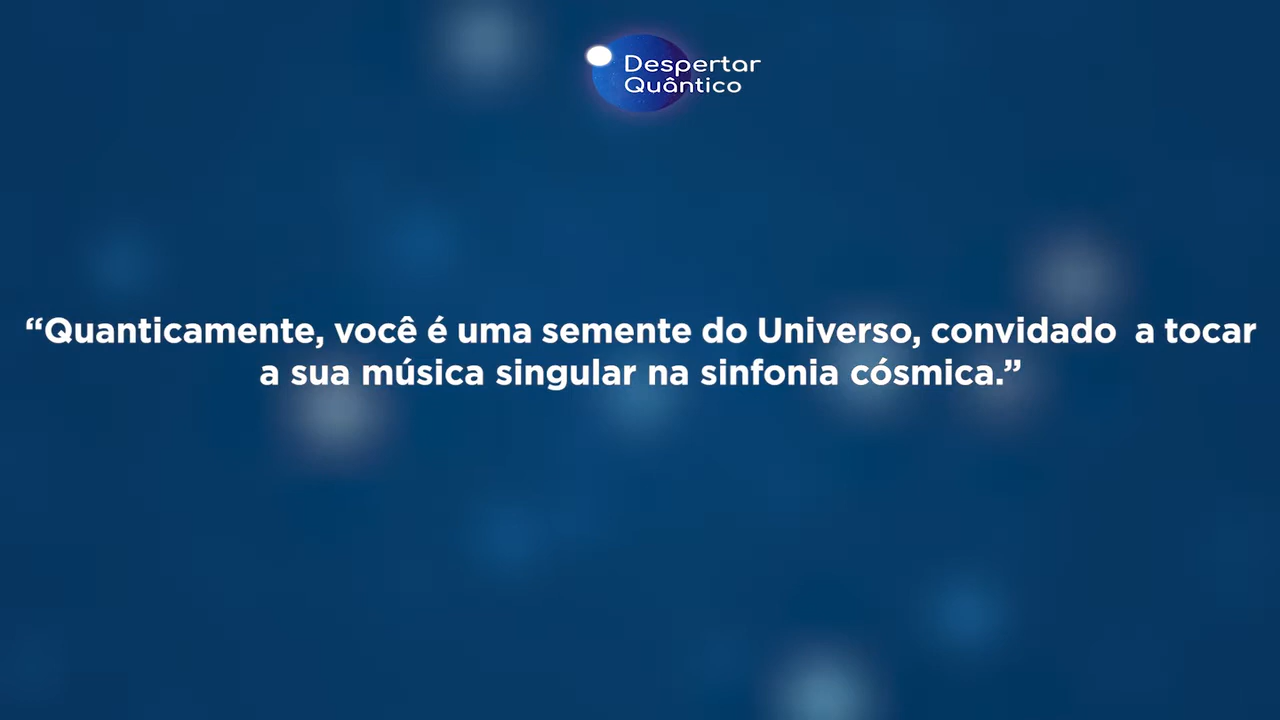 Despertar
Quântico
“Quanticamente, você é uma semente do Universo, convidado  a tocar
a sua música singular na sinfonia cósmica.”